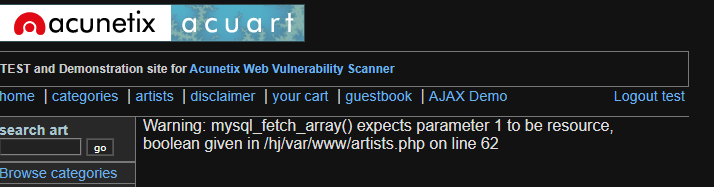 acunetix acuart
TEST and Demonstration site for Acunetix Web Vulnerability Scanner
home | categories | artists | disclaimer | your cart | guestbook | AJAX Demo Logout test
search art
go
Browse categories
Warning: mysql_fetch_array() expects parameter 1 to be resource,
boolean given in /hj/var/www/artists.php on line 62